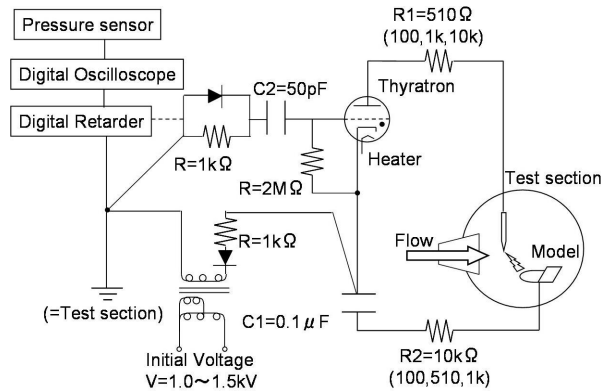 Pressure sensor
Digital Oscilloscope
Digital Retarder
R1=510Ω
(100,1k,10k)
C2=50pF
Thyratron
R=1kΩ
Heater
R=2MΩ
Test section
R=1kΩ
Flow
Model
(=Test section)
C1=0.1μF
R2=10kΩ
(100,510,1k)
Initial Voltage
V=1.0～1.5kV